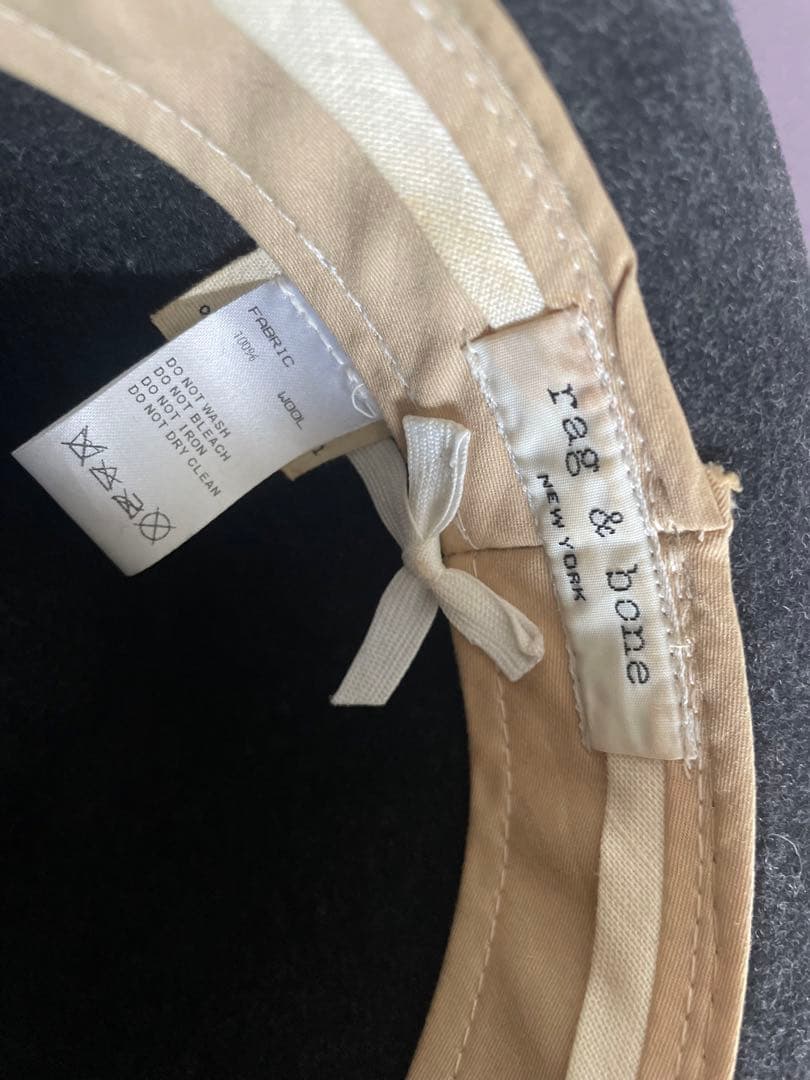 rag & bone
NEW YORK
FABRIC
100% WOOL
DO NOT WASH
DO NOT BLEACH
DO NOT IRON
DO NOT DRY CLEAN